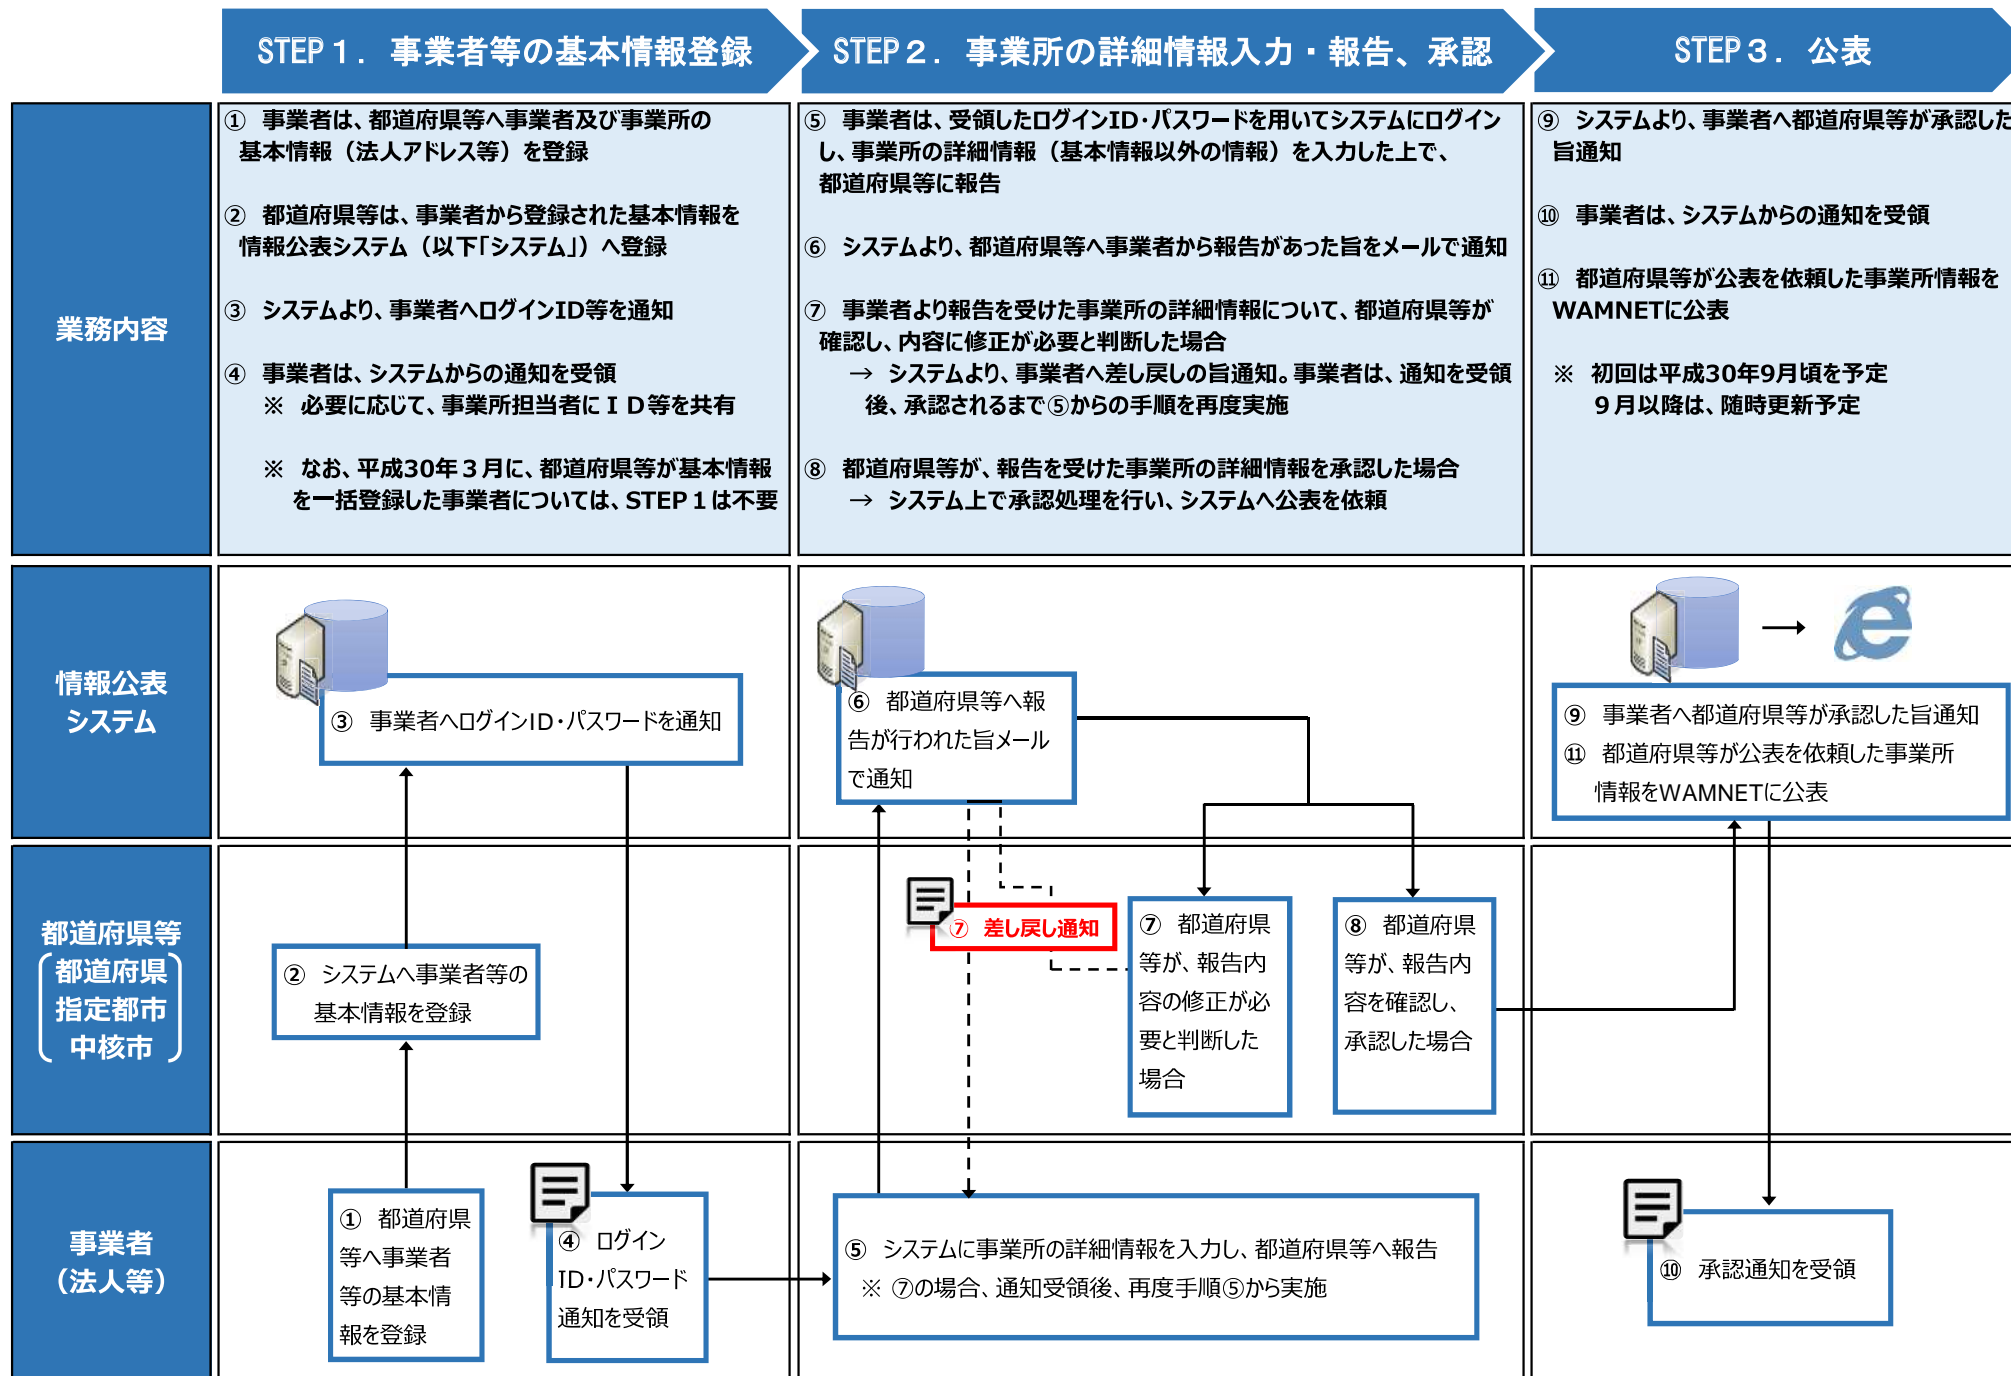 STEP１．事業者等の基本情報登録
STEP２．事業所の詳細情報入力・報告、承認
STEP３．公表
業務内容
① 事業者は、都道府県等へ事業者及び事業所の
基本情報（法人アドレス等）を登録
② 都道府県等は、事業者から登録された基本情報を
情報公表システム（以下「システム」）へ登録
③ システムより、事業者へログインID等を通知
④ 事業者は、システムからの通知を受領
※ 必要に応じて、事業所担当者にＩＤ等を共有
※ なお、平成30年３月に、都道府県等が基本情報
を一括登録した事業者については、STEP１は不要
⑤ 事業者は、受領したログインID・パスワードを用いてシステムにログイン
し、事業所の詳細情報（基本情報以外の情報）を入力した上で、
都道府県等に報告
⑥ システムより、都道府県等へ事業者から報告があった旨をメールで通知
⑦ 事業者より報告を受けた事業所の詳細情報について、都道府県等が
確認し、内容に修正が必要と判断した場合
→ システムより、事業者へ差し戻しの旨通知。事業者は、通知を受領
後、承認されるまで⑤からの手順を再度実施
⑧ 都道府県等が、報告を受けた事業所の詳細情報を承認した場合
→ システム上で承認処理を行い、システムへ公表を依頼
⑨ システムより、事業者へ都道府県等が承認した
旨通知
⑩ 事業者は、システムからの通知を受領
⑪ 都道府県等が公表を依頼した事業所情報を
WAMNETに公表
※ 初回は平成30年9月頃を予定
９月以降は、随時更新予定
情報公表
システム
③ 事業者へログインID・パスワードを通知
⑥ 都道府県等へ報
告が行われた旨メール
で通知
⑨ 事業者へ都道府県等が承認した旨通知
⑪ 都道府県等が公表を依頼した事業所
情報をWAMNETに公表
都道府県等
都道府県
指定都市
中核市
② システムへ事業者等の
基本情報を登録
⑦ 差し戻し通知
⑦ 都道府県
等が、報告内
容の修正が必
要と判断した
場合
⑧ 都道府県
等が、報告内
容を確認し、
承認した場合
事業者
（法人等）
① 都道府県
等へ事業者
等の基本情
報を登録
④ ログイン
ID・パスワード
通知を受領
⑤ システムに事業所の詳細情報を入力し、都道府県等へ報告
※ ⑦の場合、通知受領後、再度手順⑤から実施
⑩ 承認通知を受領